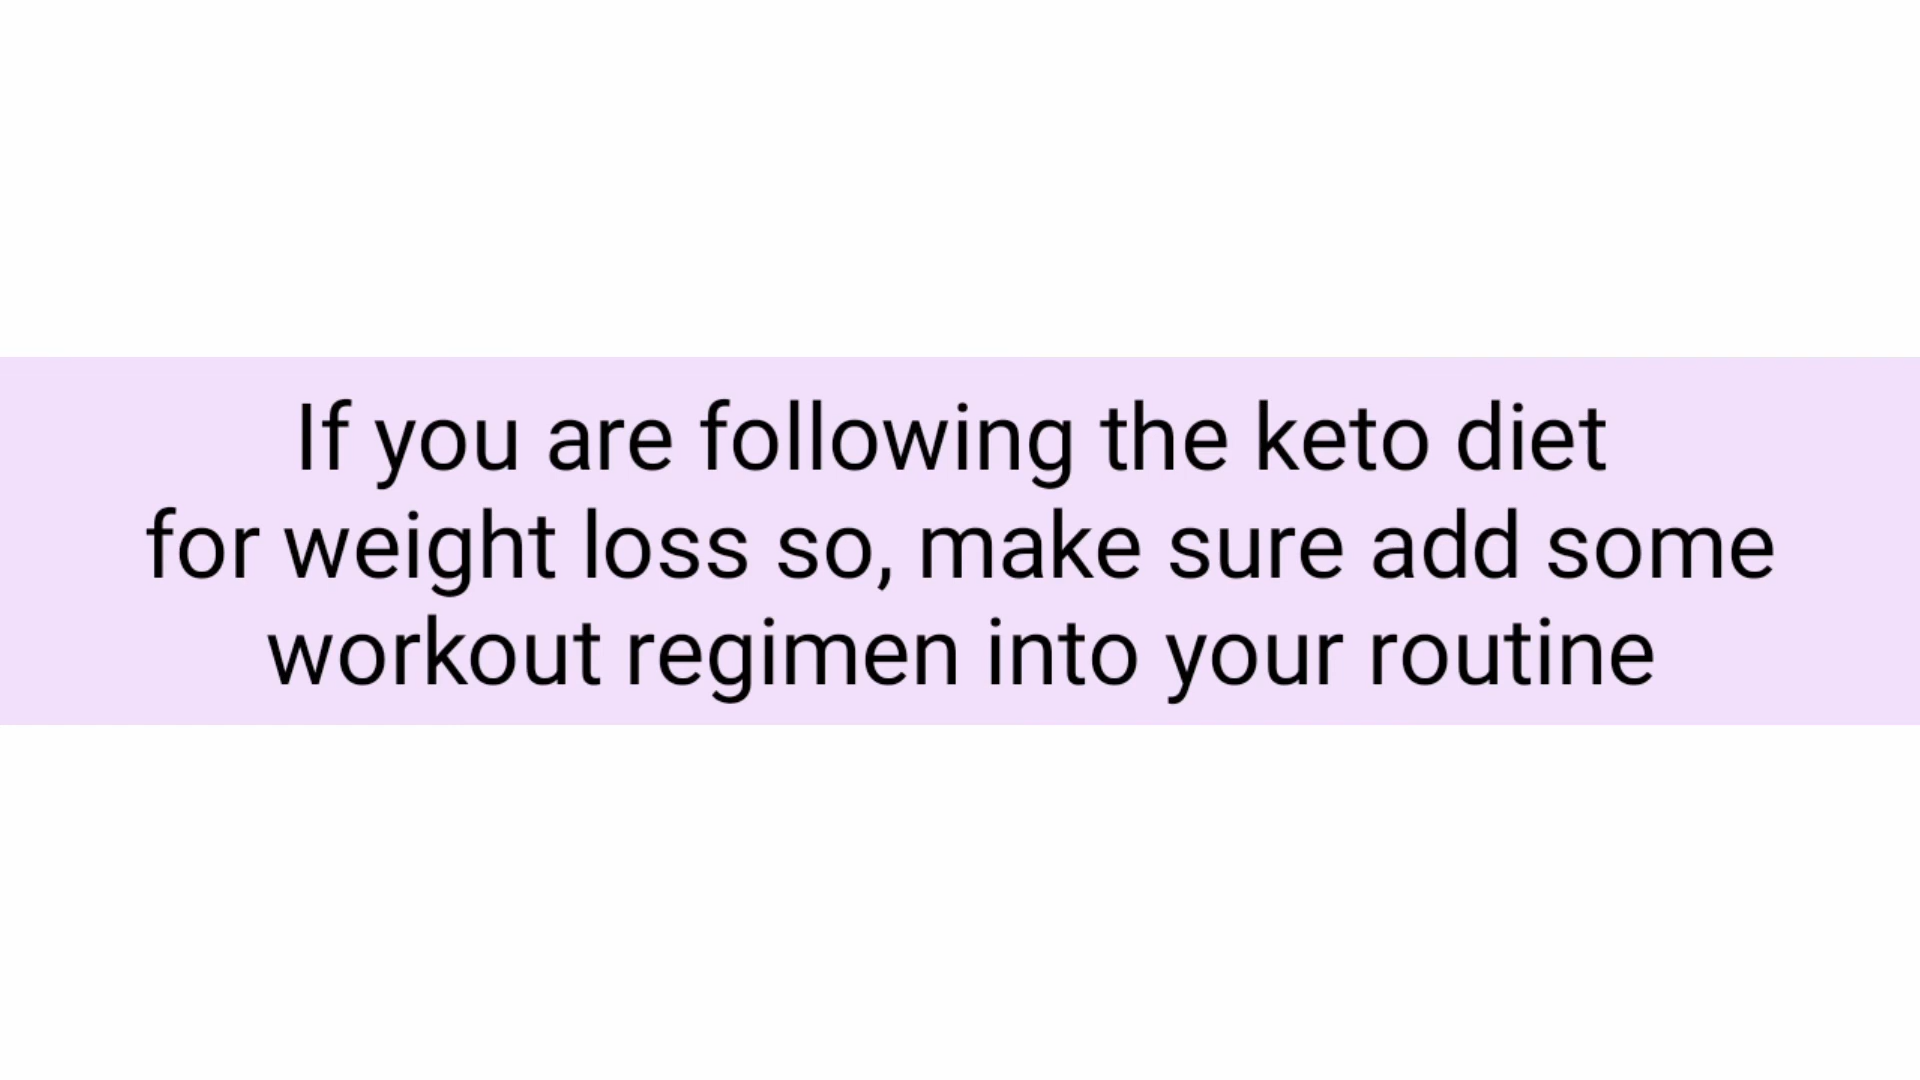 If you are following the keto diet
for weight loss so, make sure add some
workout regimen into your routine